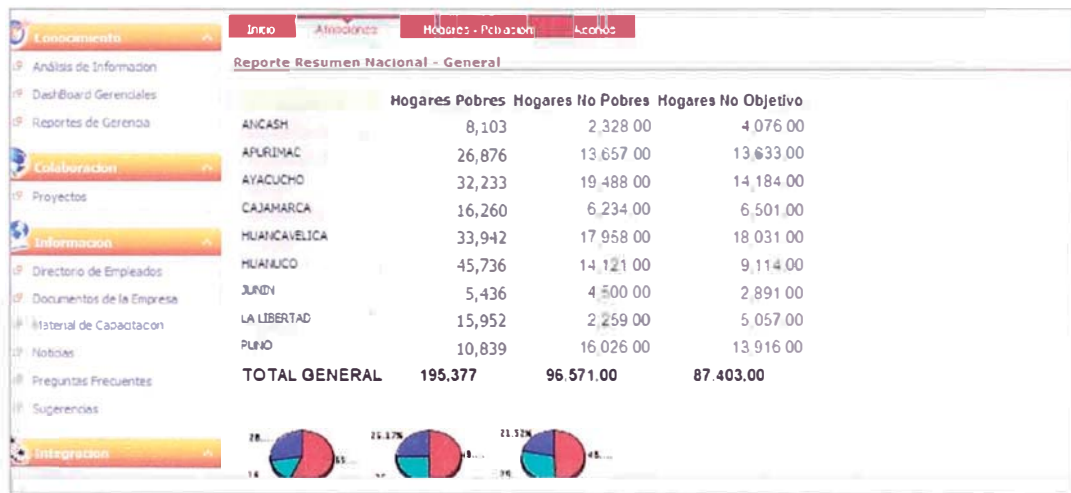 Conocimiento
Análisis de Informacion
DashBoard Gerenciales
Reportes de Gerencia
Colaboracion
Proyectos
Informacion
Directorio de Empleados
Documentos de la Empresa
Material de Capacitacon
Noticias
Preguntas Frecuentes
Sugerencias
Integracion
Inicio Afiliaciones Hogares - Poblacion
Reporte Resumen Nacional - General
Hogares Pobres Hogares No Pobres Hogares No Objetivo
ANCASH 8,103 2,328 00 4,076 00
APURIMAC 26,876 13,657 00 13,633.00
AYACUCHO 32,233 19,488 00 14,184 00
CAJAMARCA 16,260 6,234.00 6,501.00
HUANCAVELICA 33,942 17,958 00 18,031 00
HUANUCO 45,736 14,121 00 9,114.00
JUNIN 5,436 4,500 00 2,891 00
LA LIBERTAD 15,952 2,259 00 5,057.00
PUNO 10,839 16,026 00 13,916 00
TOTAL GENERAL 195,377 96,571.00 87.403.00
28... 21.52%